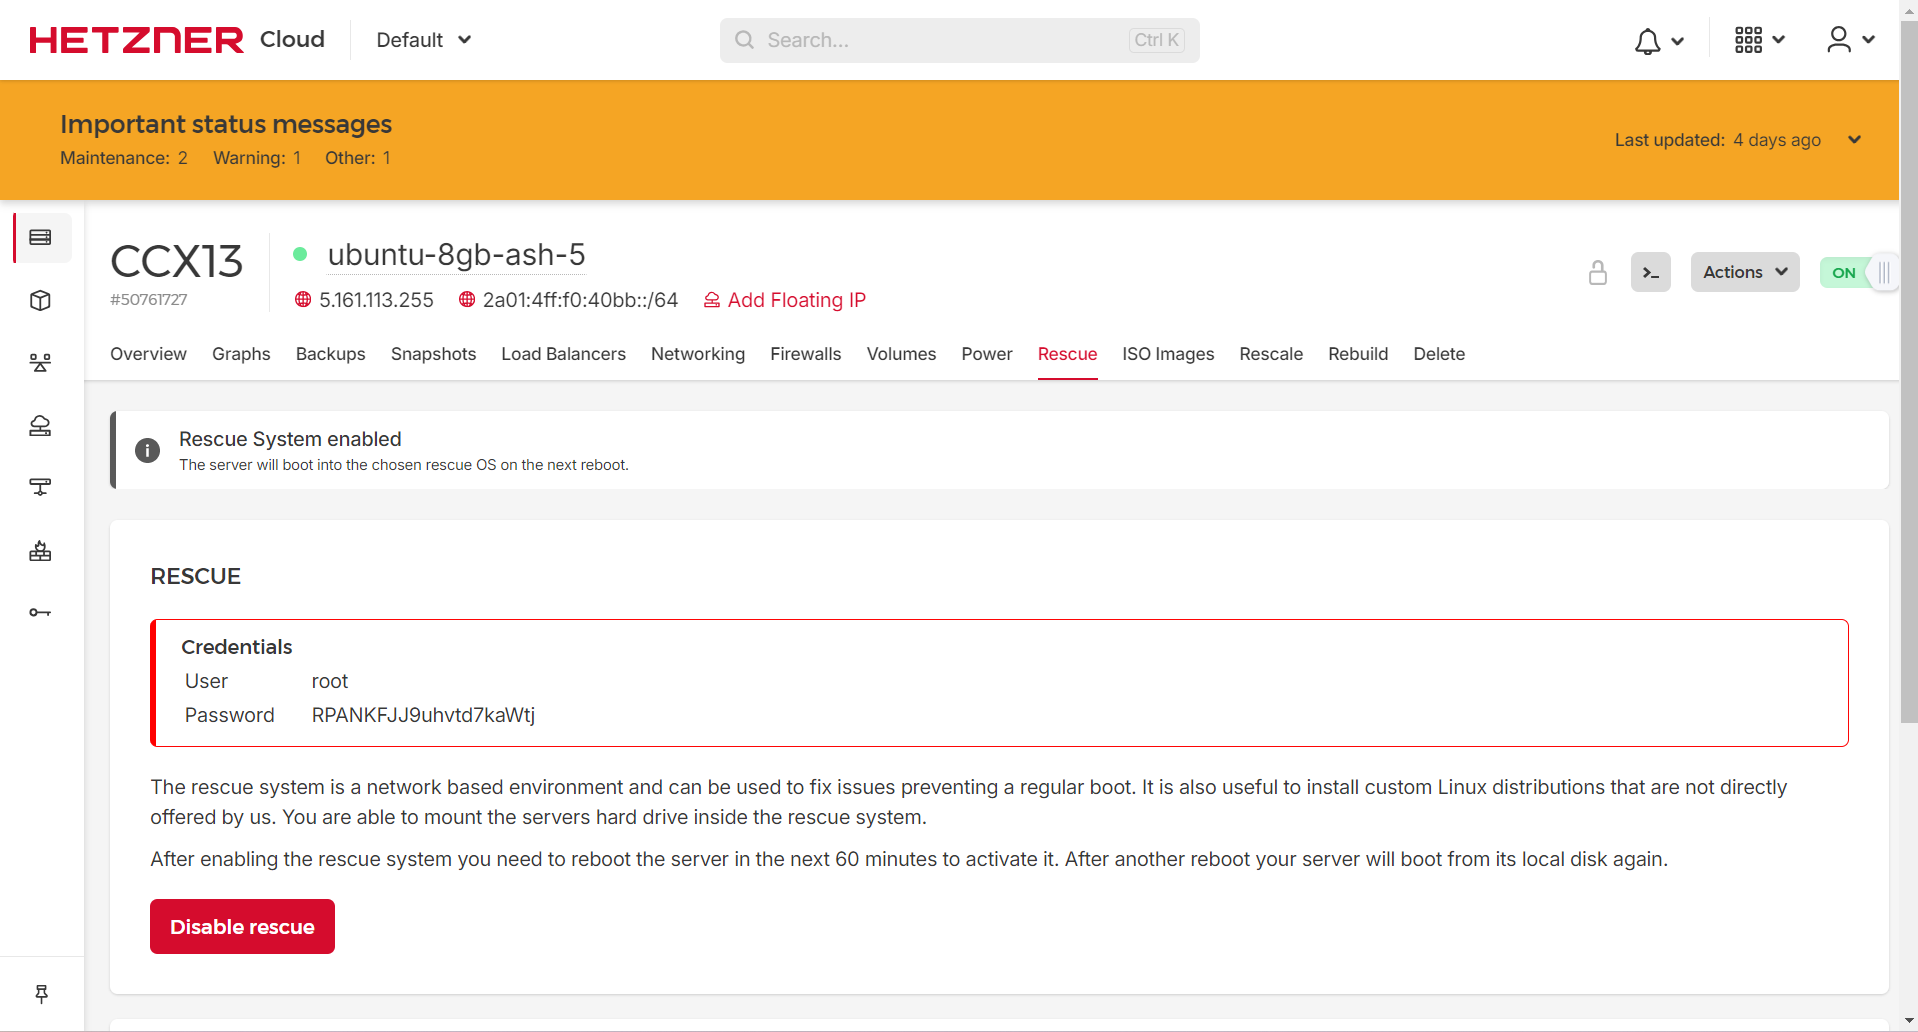 HETZNER Cloud Default Search... Ctrl K
Important status messages
Maintenance: 2 Warning: 1 Other: 1
Last updated: 4 days ago
CCX13
#50761727
ubuntu-8gb-ash-5
5.161.113.255 2a01:4ff:f0:40bb::/64 Add Floating IP
>_ Actions ON
Overview Graphs Backups Snapshots Load Balancers Networking Firewalls Volumes Power Rescue ISO Images Rescale Rebuild Delete
Rescue System enabled
The server will boot into the chosen rescue OS on the next reboot.
RESCUE
Credentials
User root
Password RPANKFJJ9uhvtd7kaWtj
The rescue system is a network based environment and can be used to fix issues preventing a regular boot. It is also useful to install custom Linux distributions that are not directly
offered by us. You are able to mount the servers hard drive inside the rescue system.
After enabling the rescue system you need to reboot the server in the next 60 minutes to activate it. After another reboot your server will boot from its local disk again.
Disable rescue